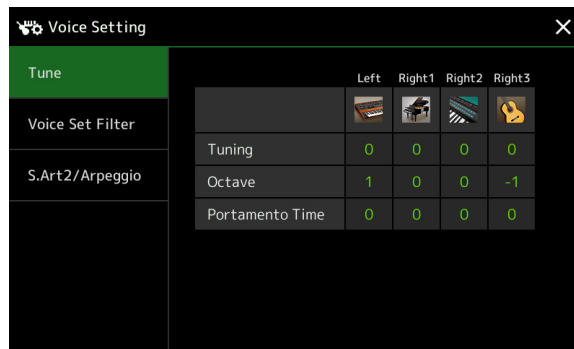 Voice Setting
Tune
Voice Set Filter
S.Art2/Arpeggio
Left Right1 Right2 Right3
Tuning 0 0 0 0
Octave 1 0 0 -1
Portamento Time 0 0 0 0